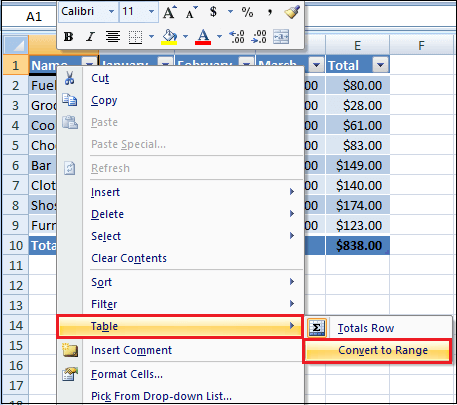 A1 Calibri 11 A A $ % ,
B A
A B C D E F
1 Name January February March Total
2 Fuel 00 $80.00
3 Groc 00 $28.00
4 Coo 00 $61.00
5 Cho 00 $83.00
6 Bar 00 $149.00
7 Clot 00 $140.00
8 Sho 00 $174.00
9 Furn 00 $123.00
10 Tota $838.00
11
12
13
14
15
16
17
18
Cut
Copy
Paste
Paste Special...
Refresh
Insert
Delete
Select
Clear Contents
Sort
Filter
Table
Insert Comment
Format Cells...
Pick From Drop-down List...
Σ Totals Row
Convert to Range